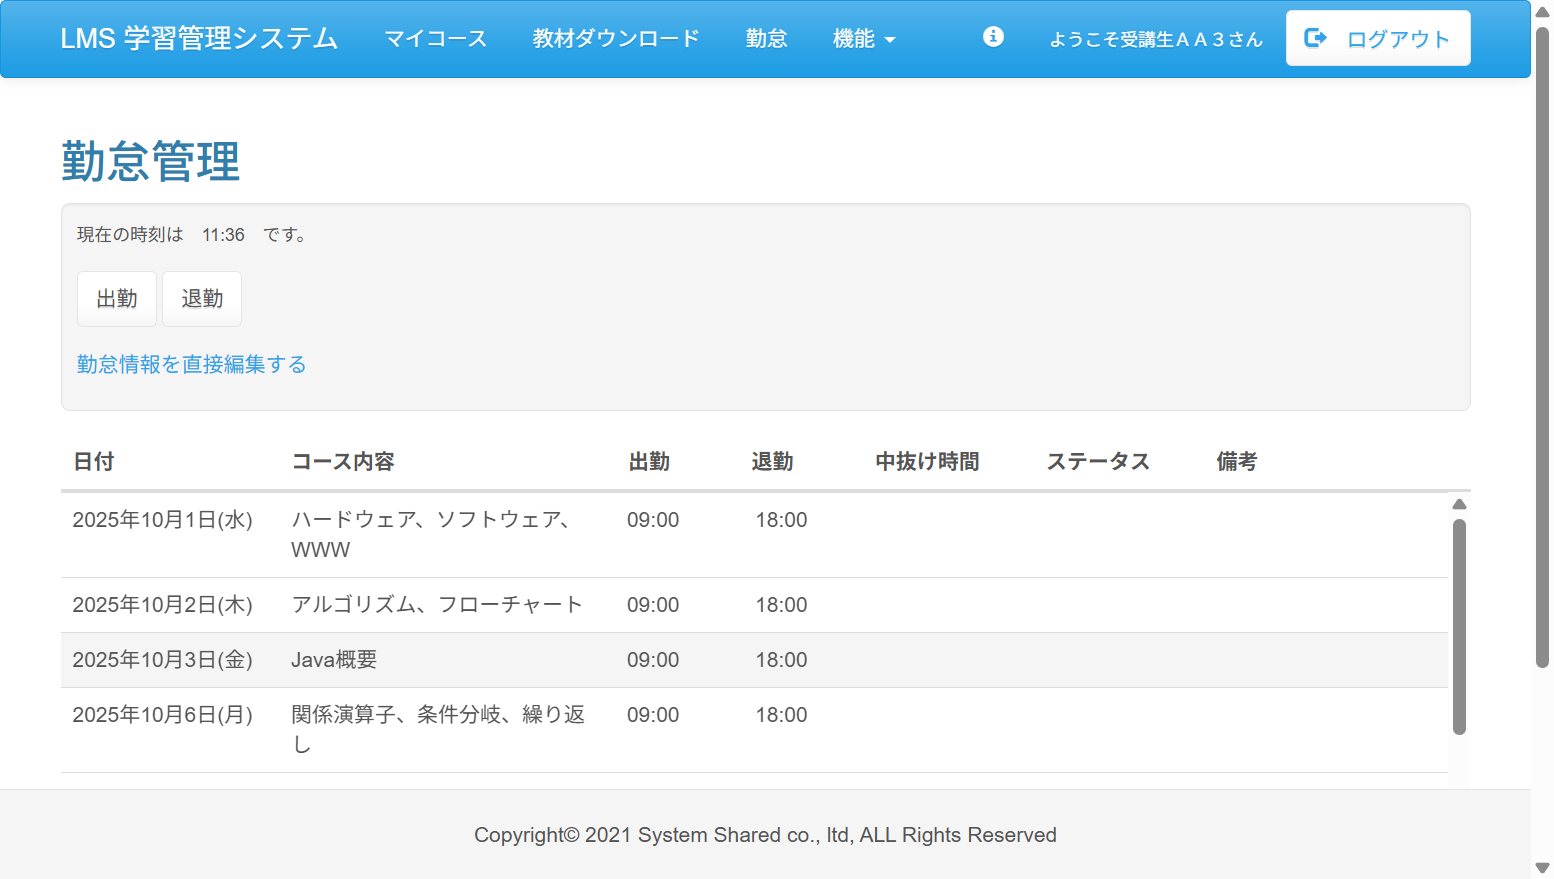 LMS 学習管理システム マイコース 教材ダウンロード 勤怠 機能 ようこそ受講生ＡＡ３さん ログアウト
勤怠管理
現在の時刻は 11:36 です。
出勤 退勤
勤怠情報を直接編集する
日付 コース内容 出勤 退勤 中抜け時間 ステータス 備考
2025年10月1日(水) ハードウェア、ソフトウェア、 09:00 18:00
WWW
2025年10月2日(木) アルゴリズム、フローチャート 09:00 18:00
2025年10月3日(金) Java概要 09:00 18:00
2025年10月6日(月) 関係演算子、条件分岐、繰り返 09:00 18:00
し
Copyright© 2021 System Shared co., ltd, ALL Rights Reserved